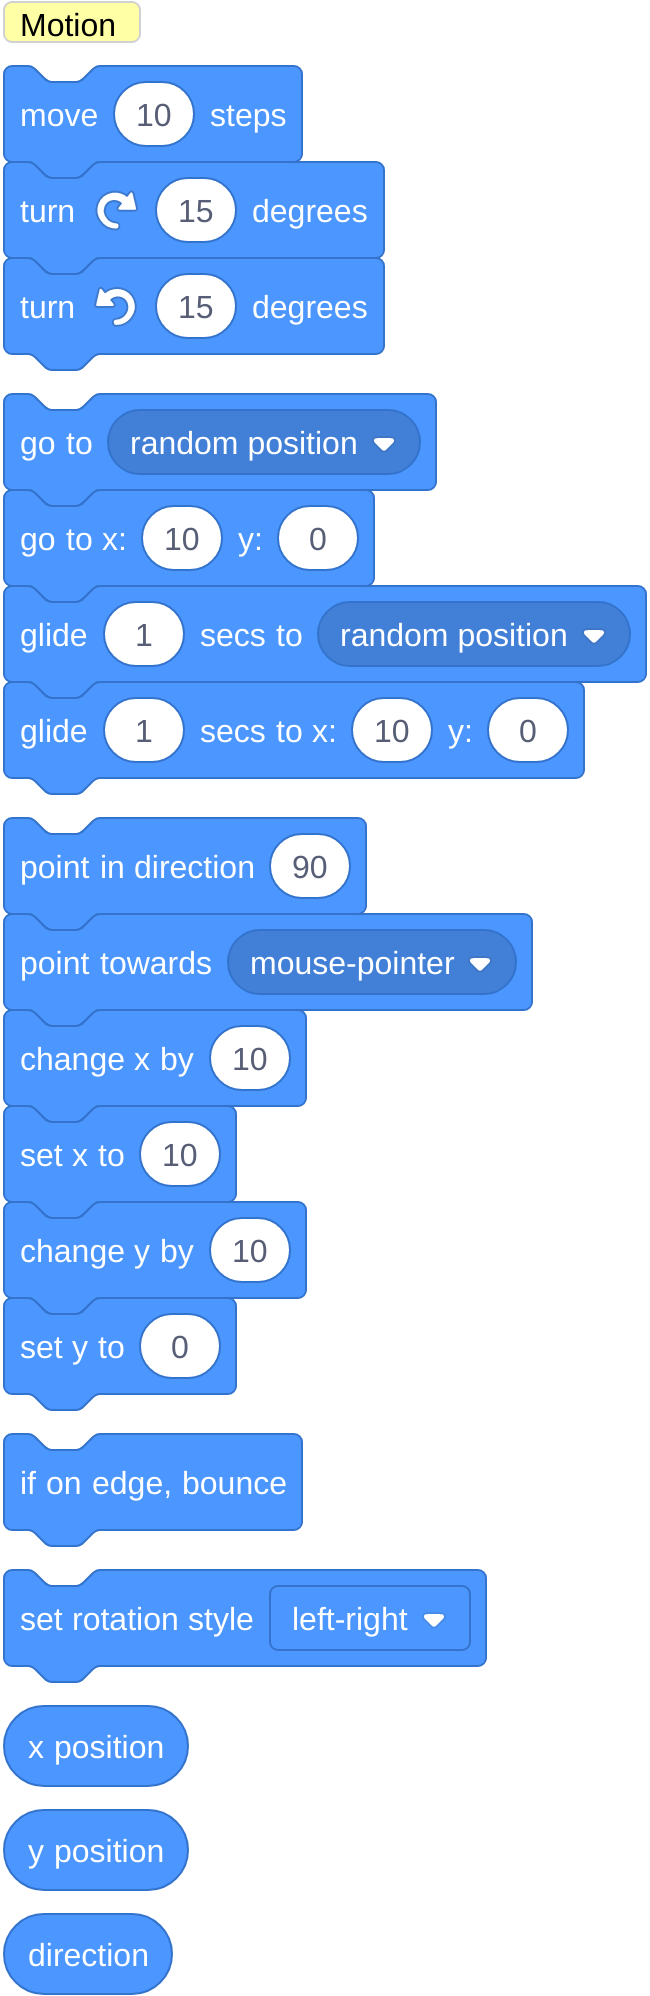 Motion
move 10 steps
turn 15 degrees
turn 15 degrees
go to random position
go to x: 10 y: 0
glide 1 secs to random position
glide 1 secs to x: 10 y: 0
point in direction 90
point towards mouse-pointer
change x by 10
set x to 10
change y by 10
set y to 0
if on edge, bounce
set rotation style left-right
x position
y position
direction